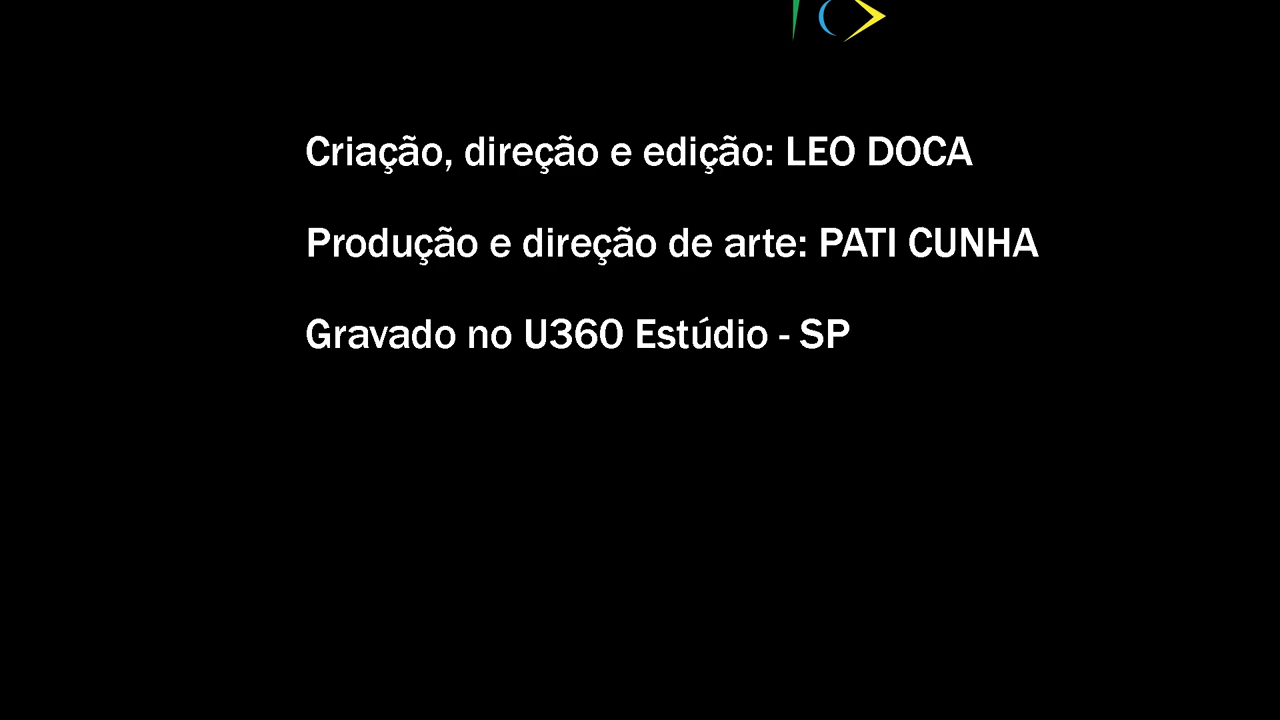 Criação, direção e edição: LEO DOCA
Produção e direção de arte: PATI CUNHA
Gravado no U360 Estúdio - SP